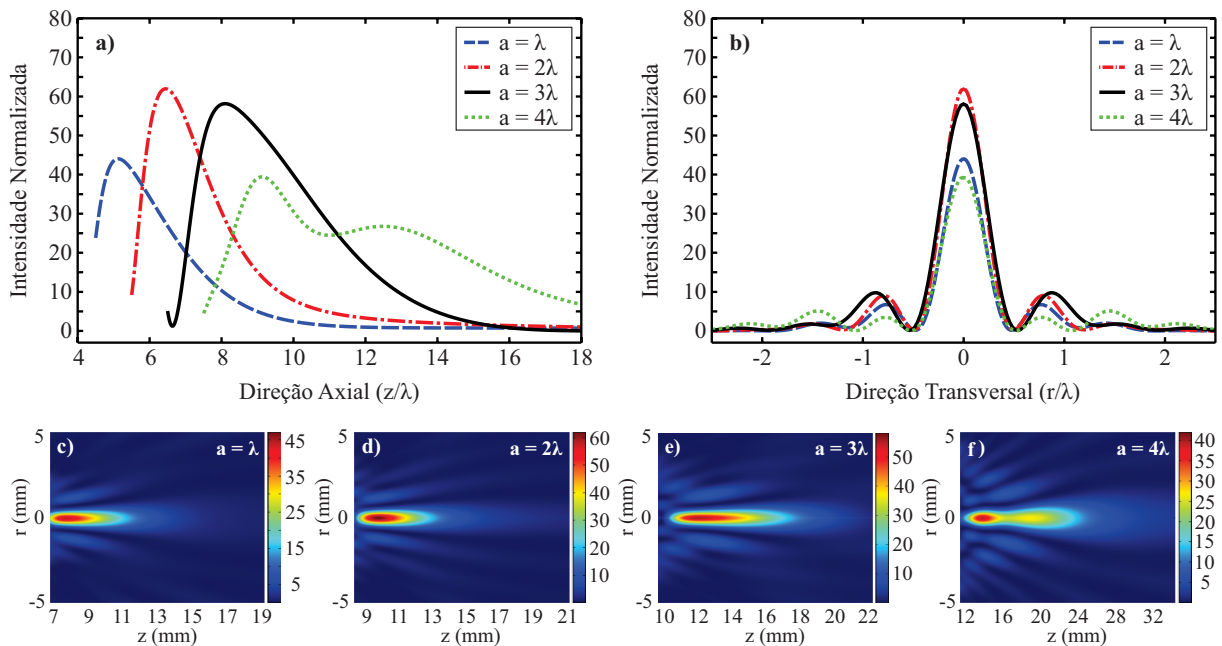 a)
Intensidade Normalizada
80
70
60
50
40
30
20
10
0
4
6
8
10
12
14
16
18
Direção Axial (z/λ)
a = λ
a = 2λ
a = 3λ
a = 4λ
b)
Intensidade Normalizada
80
70
60
50
40
30
20
10
0
-2
-1
0
1
2
Direção Transversal (r/λ)
a = λ
a = 2λ
a = 3λ
a = 4λ
c)
a = λ
r (mm)
5
0
-5
7 9 11 13 15 17 19
z (mm)
45
40
35
30
25
20
15
10
5
d)
a = 2λ
r (mm)
5
0
-5
9 11 13 15 17 19 21
z (mm)
60
50
40
30
20
10
e)
a = 3λ
r (mm)
5
0
-5
10 12 14 16 18 20 22
z (mm)
50
40
30
20
10
f)
a = 4λ
r (mm)
5
0
-5
12 16 20 24 28 32
z (mm)
40
35
30
25
20
15
10
5